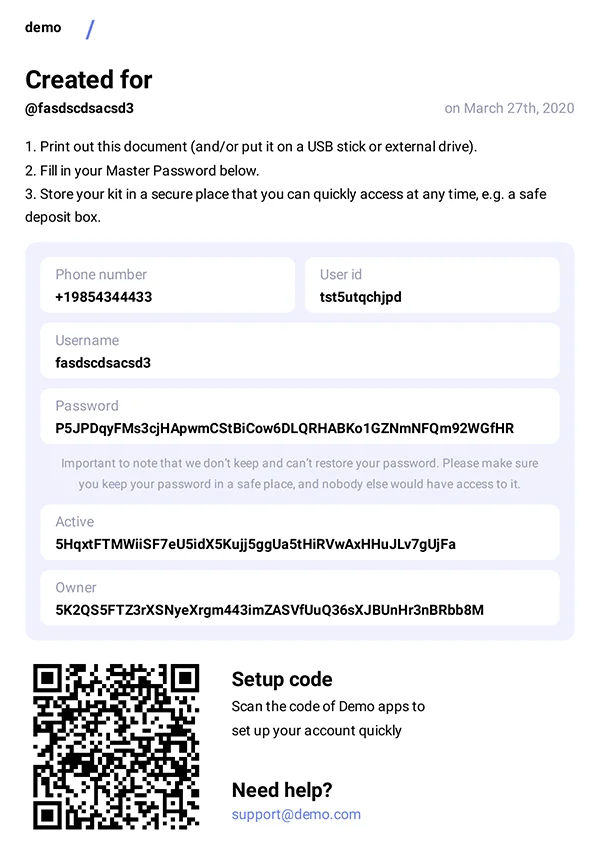 demo /
Created for
@fasdscdsacsd3
on March 27th, 2020
1. Print out this document (and/or put it on a USB stick or external drive).
2. Fill in your Master Password below.
3. Store your kit in a secure place that you can quickly access at any time, e.g. a safe
deposit box.
Phone number
+19854344433
User id
tst5utqchjpd
Username
fasdscdsacsd3
Password
P5JPDqyFMs3cjHApwmCStBiCow6DLQRHABKo1GZNmNFQm92WGfHR
Important to note that we don’t keep and can’t restore your password. Please make sure
you keep your password in a safe place, and nobody else would have access to it.
Active
5HqxtFTMWiiSF7eU5idX5Kujj5ggUa5tHiRVwAxHHuJLv7gUjFa
Owner
5K2QS5FTZ3rXSNyeXrgm443imZASVfUuQ36sXJBUnHr3nBRbb8M
Setup code
Scan the code of Demo apps to
set up your account quickly
Need help?
support@demo.com